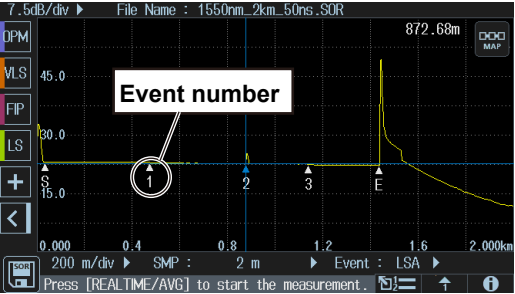 7.5dB/div ▶ File Name : 1550nm_2km_50ns.SOR
OPM
872.68m
MAP
VLS
45.0
Event number
FIP
30.0
LS
S
1
2
3
E
15.0
0.000 0.4 0.8 1.2 1.6 2.000km
SOR
200 m/div ▶ SMP : 2 m ▶ Event : LSA ▶
Press [REALTIME/AVG] to start the measurement.